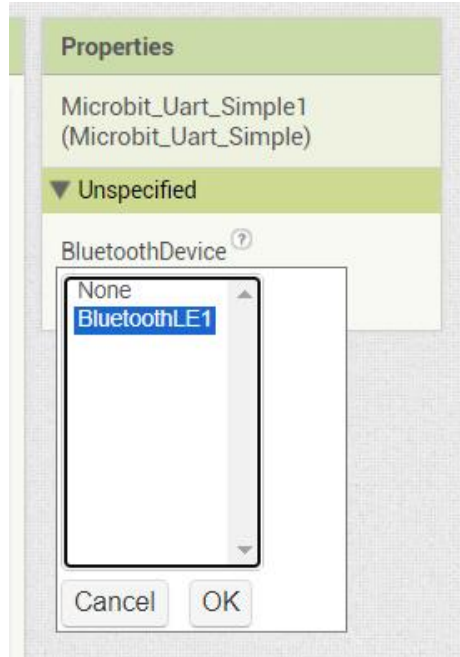 Properties
Microbit_Uart_Simple1
(Microbit_Uart_Simple)
▼ Unspecified
BluetoothDevice ?
None
BluetoothLE1
Cancel OK